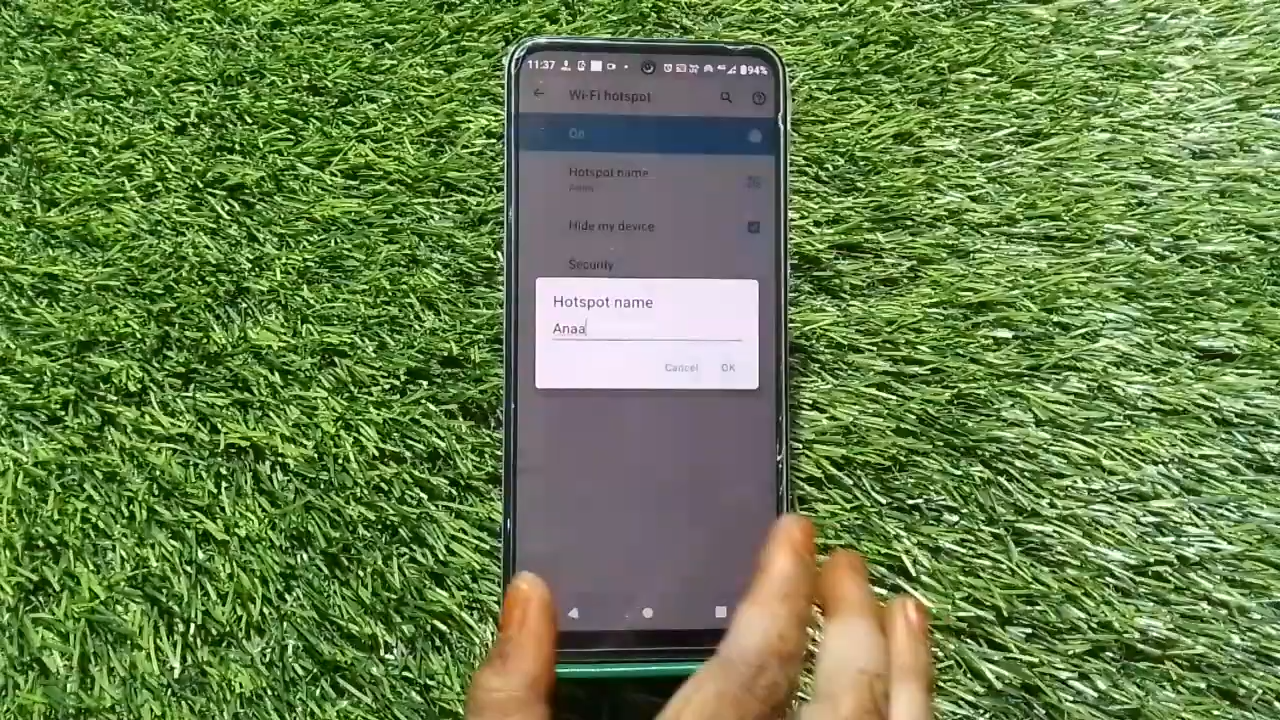 11:37 94%
Wi-Fi hotspot
On
Hotspot name
Hide my device
Security
Hotspot name
Anaa
Cancel OK